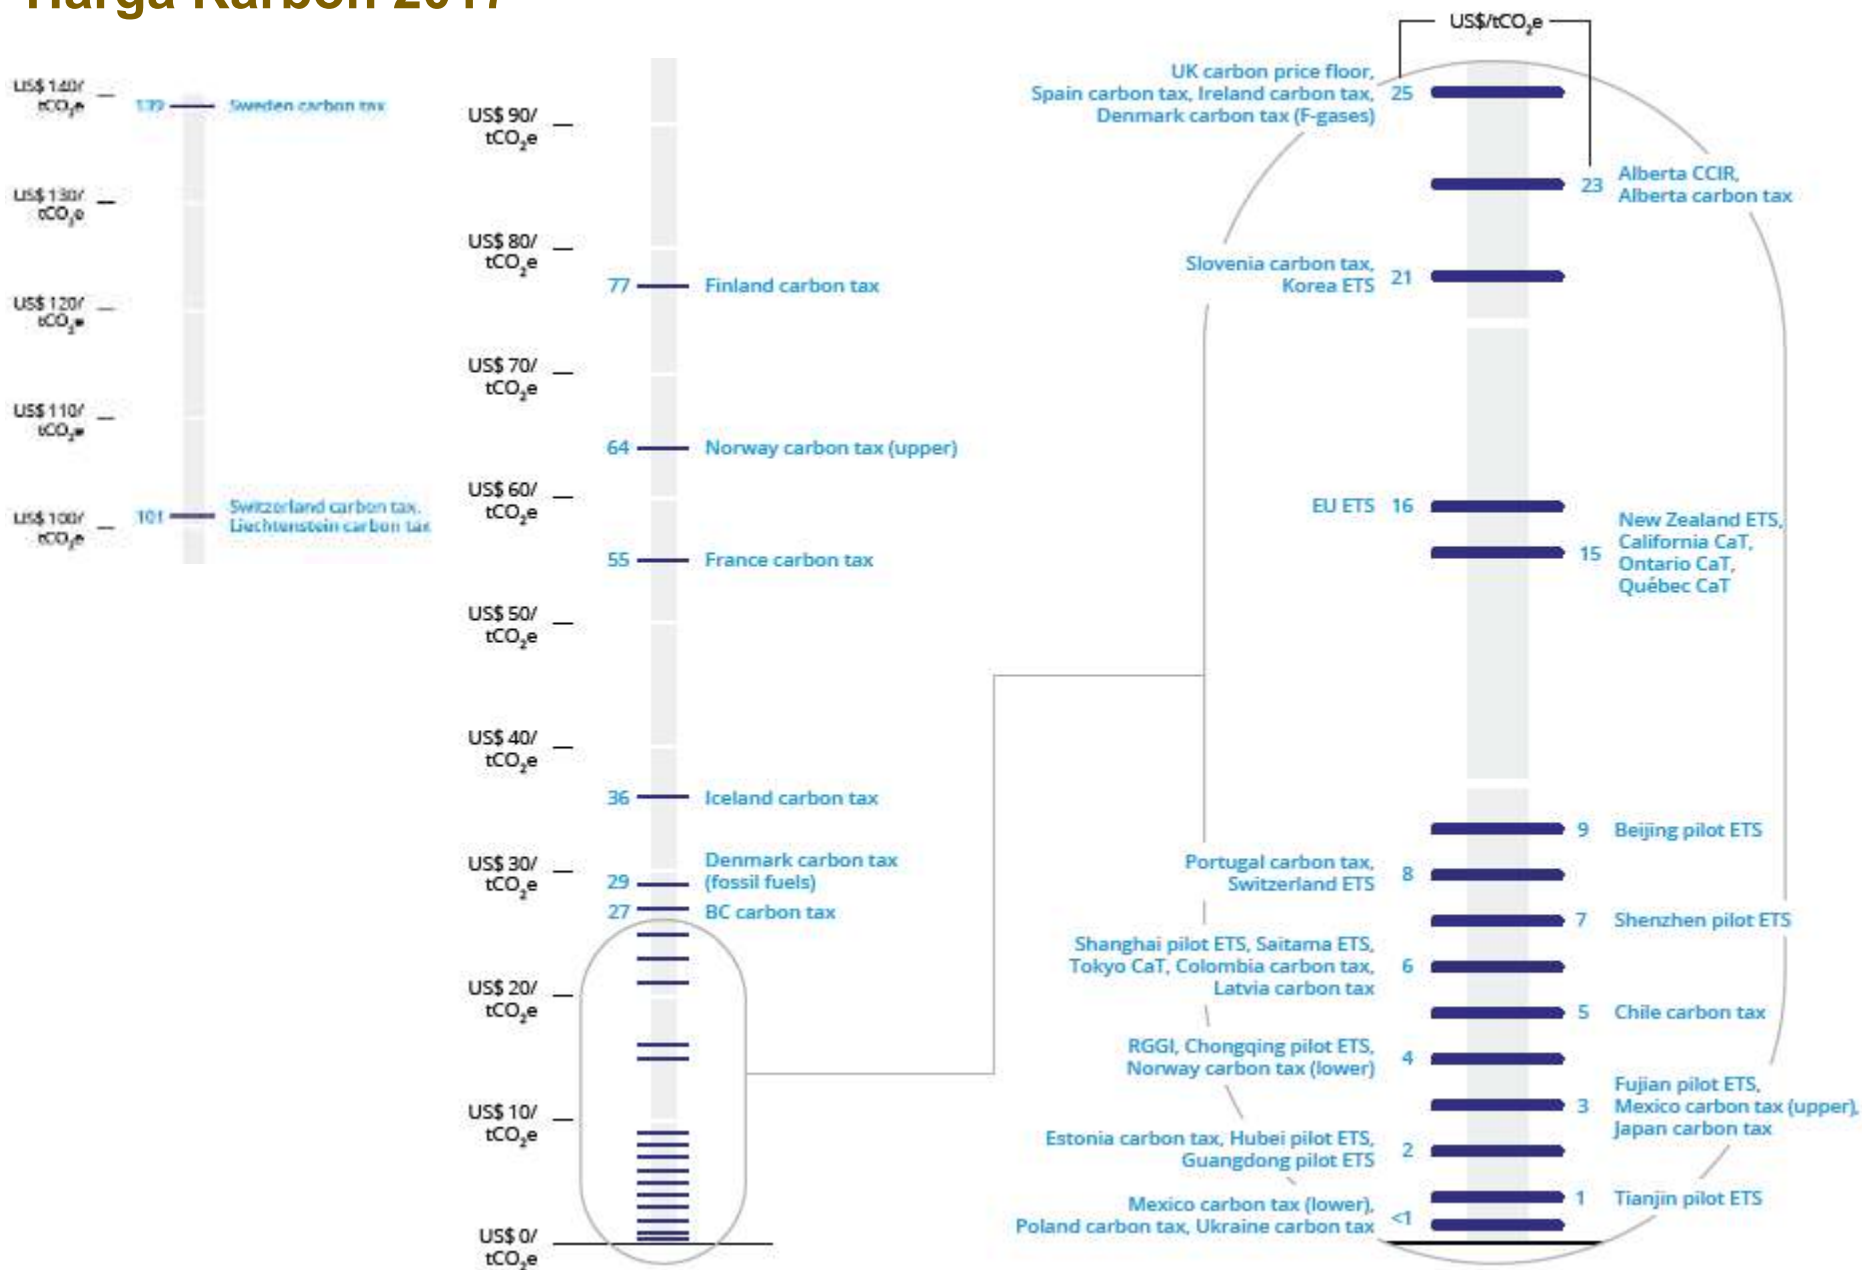 Harga Karbon 2017
US$ 140/
tCO₂e
139
Sweden carbon tax
US$ 130/
tCO₂e
US$ 120/
tCO₂e
US$ 110/
tCO₂e
US$ 100/
tCO₂e
101
Switzerland carbon tax,
Liechtenstein carbon tax
US$ 90/
tCO₂e
US$ 80/
tCO₂e
77
Finland carbon tax
US$ 70/
tCO₂e
64
Norway carbon tax (upper)
US$ 60/
tCO₂e
55
France carbon tax
US$ 50/
tCO₂e
US$ 40/
tCO₂e
36
Iceland carbon tax
US$ 30/
tCO₂e
29
Denmark carbon tax
(fossil fuels)
27
BC carbon tax
US$ 20/
tCO₂e
US$ 10/
tCO₂e
US$ 0/
tCO₂e
US$/tCO₂e
UK carbon price floor,
Spain carbon tax, Ireland carbon tax,
Denmark carbon tax (F-gases)
25
23
Alberta CCIR,
Alberta carbon tax
Slovenia carbon tax,
Korea ETS
21
EU ETS
16
15
New Zealand ETS,
California CaT,
Ontario CaT,
Québec CaT
9
Beijing pilot ETS
Portugal carbon tax,
Switzerland ETS
8
7
Shenzhen pilot ETS
Shanghai pilot ETS, Saitama ETS,
Tokyo CaT, Colombia carbon tax,
Latvia carbon tax
6
5
Chile carbon tax
RGGI, Chongqing pilot ETS,
Norway carbon tax (lower)
4
3
Fujian pilot ETS,
Mexico carbon tax (upper),
Japan carbon tax
Estonia carbon tax, Hubei pilot ETS,
Guangdong pilot ETS
2
1
Tianjin pilot ETS
Mexico carbon tax (lower),
Poland carbon tax, Ukraine carbon tax
<1